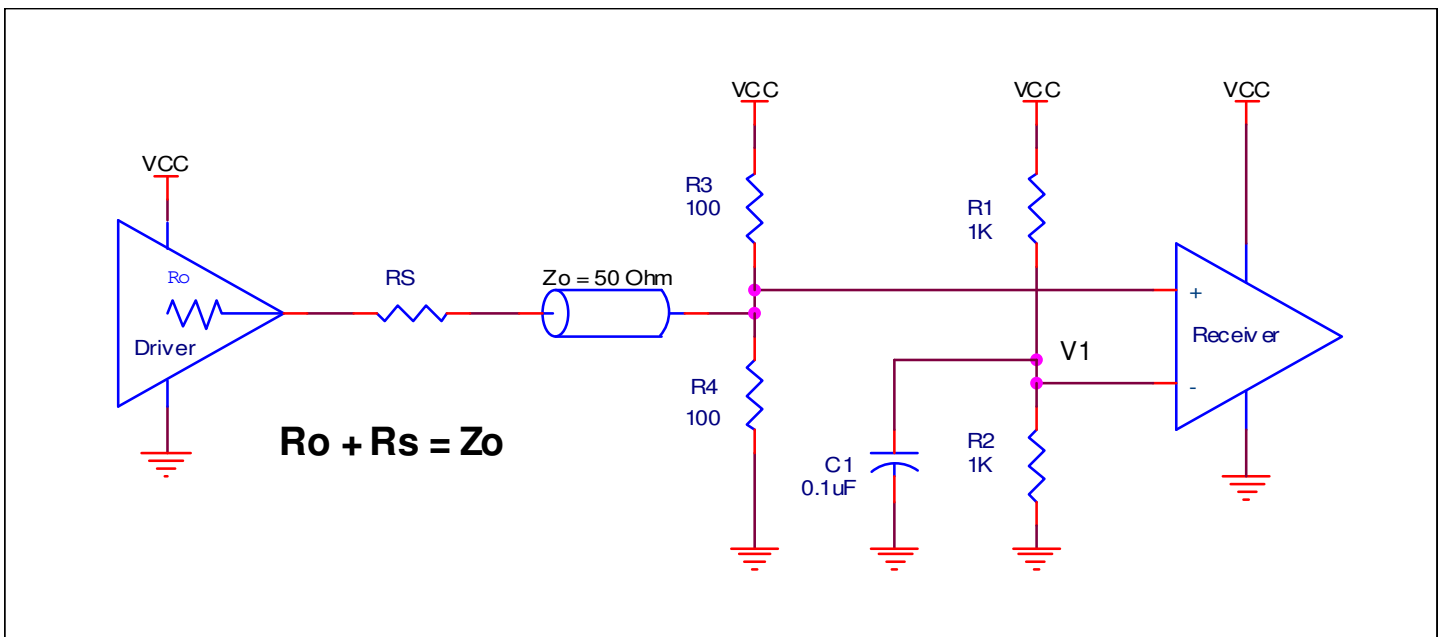 VCC
VCC
VCC
VCC
R3
100
R1
1K
Ro
RS
Zo = 50 Ohm
+
Driver
Receiver
V1
-
R4
100
Ro + Rs = Zo
R2
1K
C1
0.1uF